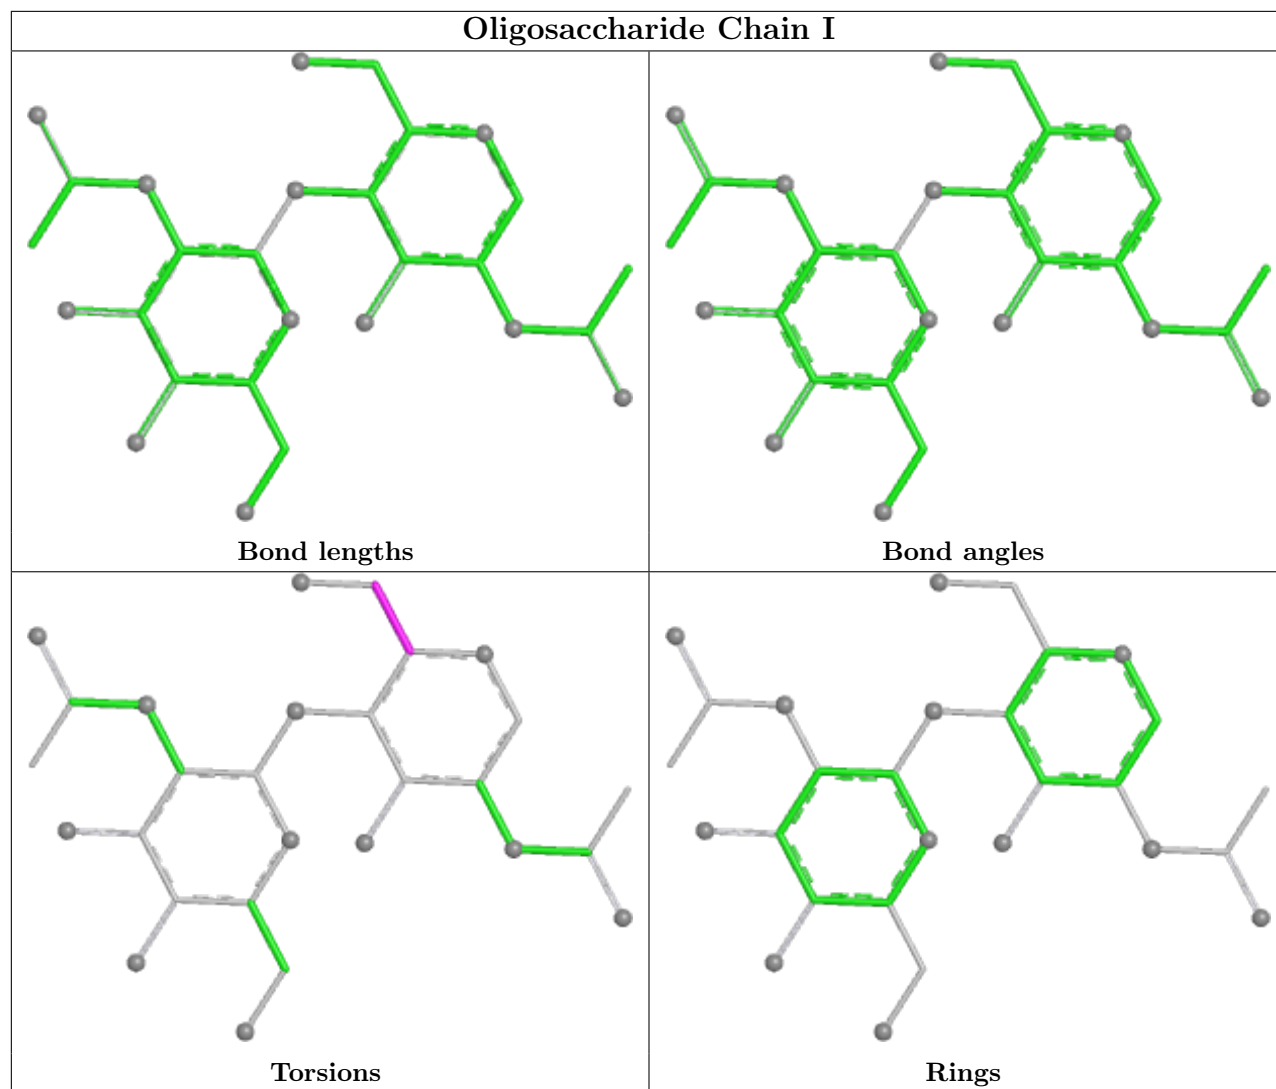 Oligosaccharide Chain I
Bond lengths
Bond angles
Torsions
Rings